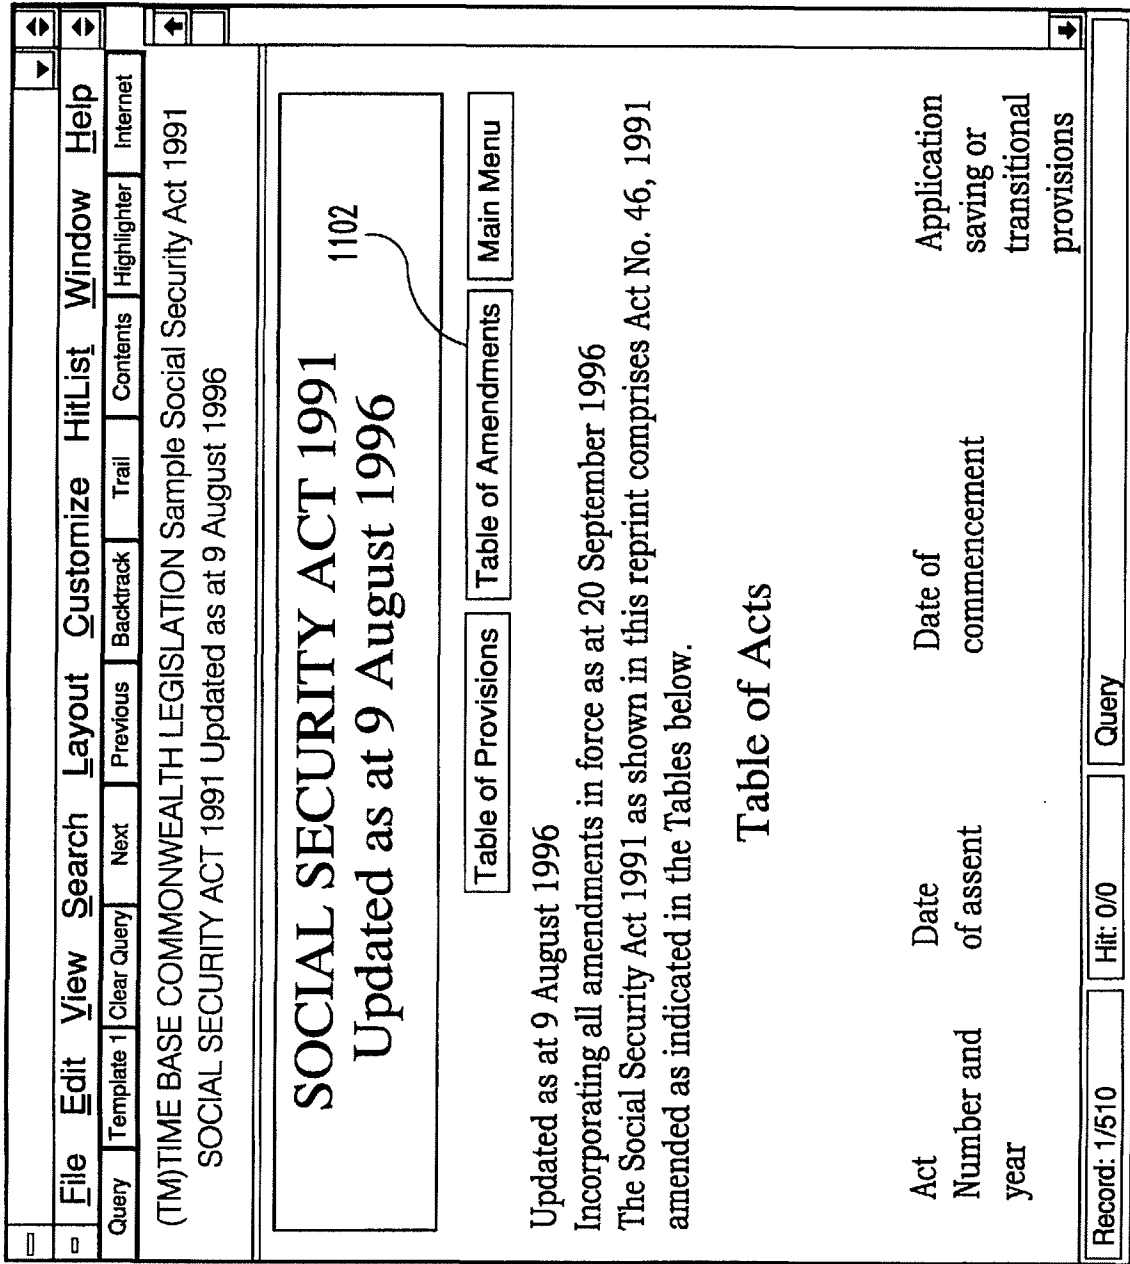 File Edit View Search Layout Customize HitList Window Help
Query Template 1 Clear Query Next Previous Backtrack Trail Contents Highlighter Internet
(TM)TIME BASE COMMONWEALTH LEGISLATION Sample Social Security Act 1991
SOCIAL SECURITY ACT 1991 Updated as at 9 August 1996
SOCIAL SECURITY ACT 1991
Updated as at 9 August 1996
1102
Table of Provisions Table of Amendments Main Menu
Updated as at 9 August 1996
Incorporating all amendments in force as at 20 September 1996
The Social Security Act 1991 as shown in this reprint comprises Act No. 46, 1991
amended as indicated in the Tables below.
Table of Acts
Act Date Date of Application
Number and of assent commencement saving or
year transitional
provisions
Record: 1/510 Hit: 0/0 Query